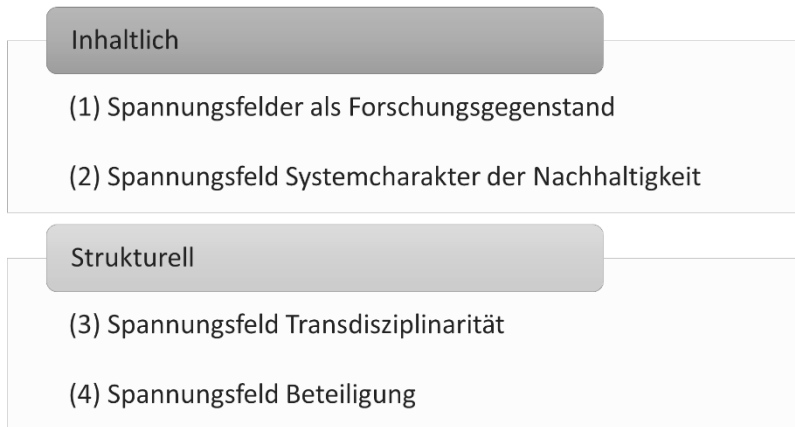 Inhaltlich
(1) Spannungsfelder als Forschungsgegenstand
(2) Spannungsfeld Systemcharakter der Nachhaltigkeit
Strukturell
(3) Spannungsfeld Transdisziplinarität
(4) Spannungsfeld Beteiligung